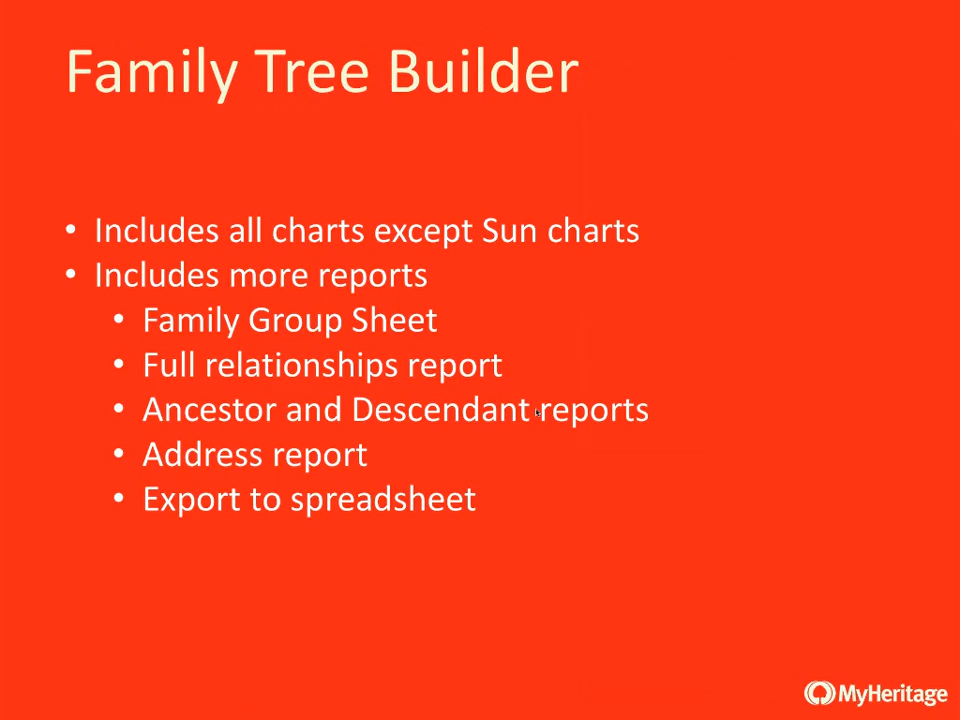 Family Tree Builder
• Includes all charts except Sun charts
• Includes more reports
• Family Group Sheet
• Full relationships report
• Ancestor and Descendant reports
• Address report
• Export to spreadsheet
MyHeritage